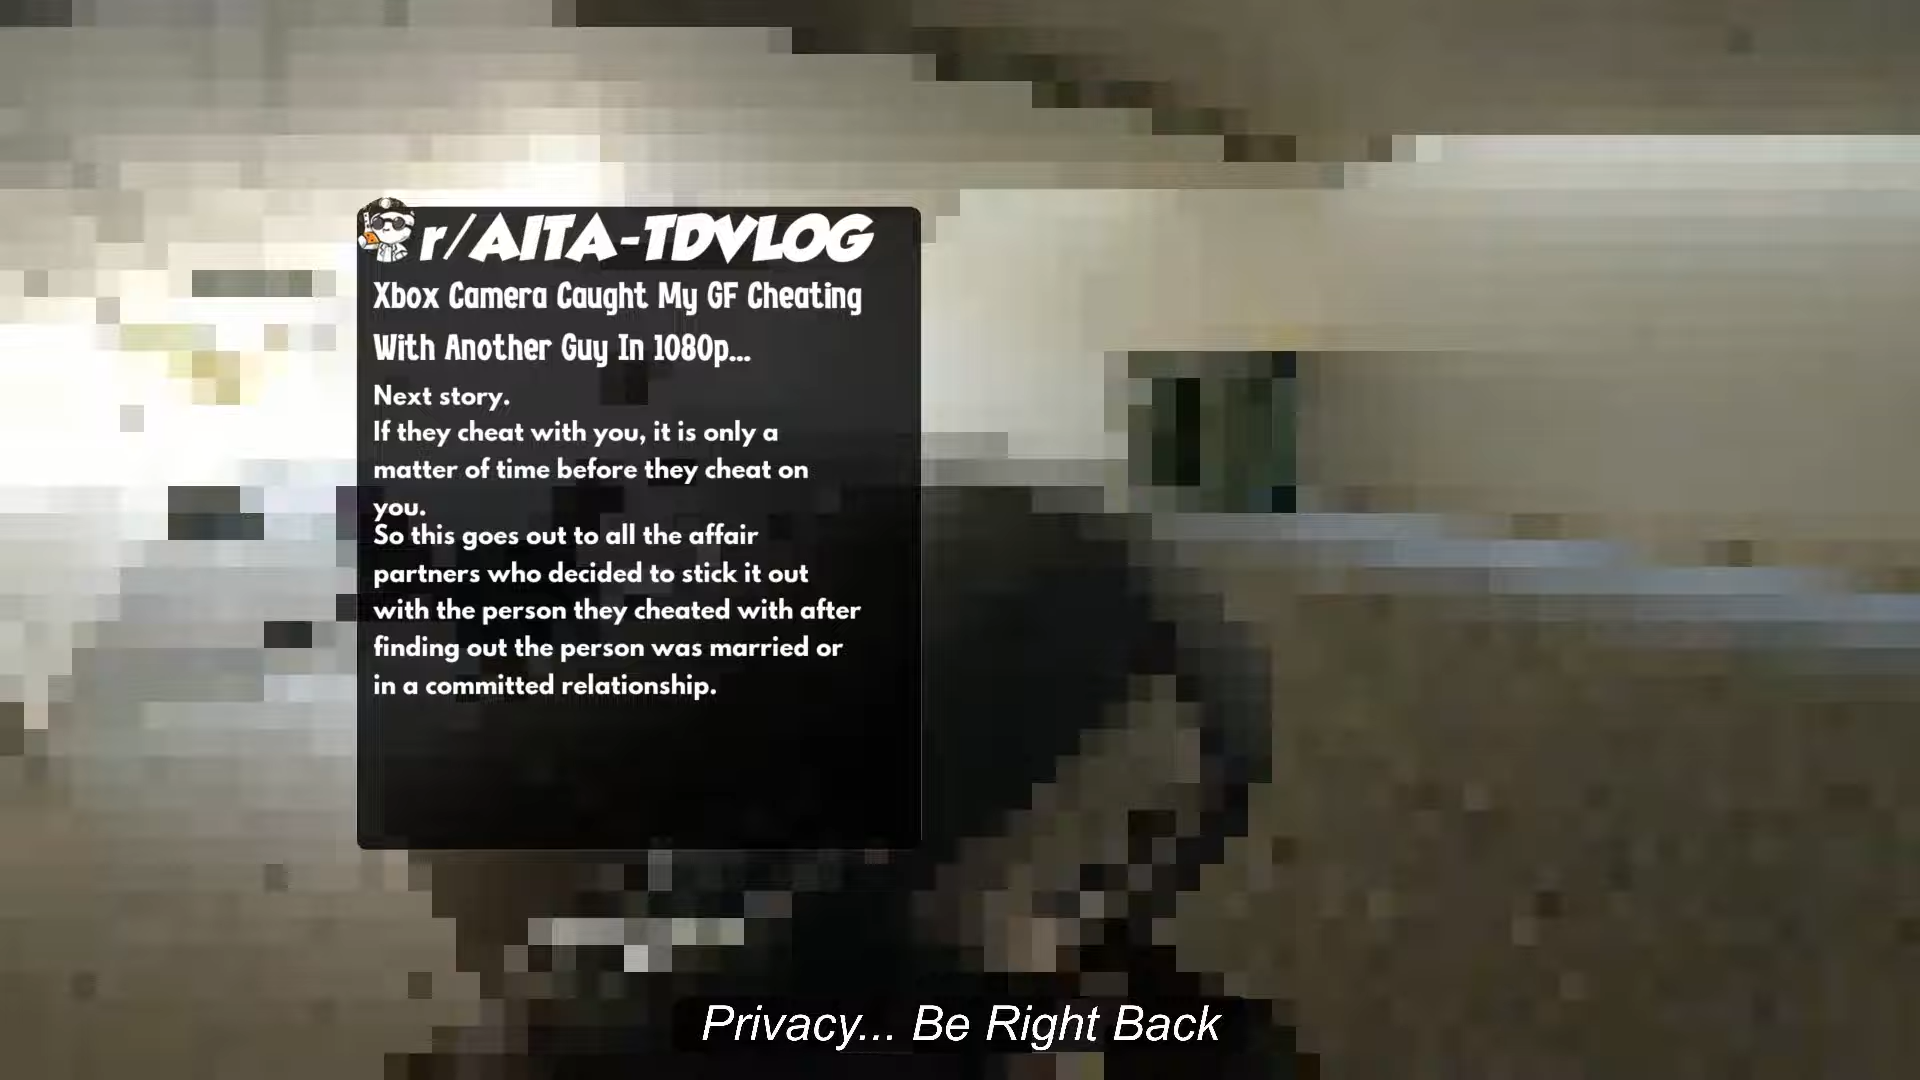 r/AITA-TDVLOG
Xbox Camera Caught My GF Cheating
With Another Guy In 1080p...
Next story.
If they cheat with you, it is only a
matter of time before they cheat on
you.
So this goes out to all the affair
partners who decided to stick it out
with the person they cheated with after
finding out the person was married or
in a committed relationship.
Privacy... Be Right Back